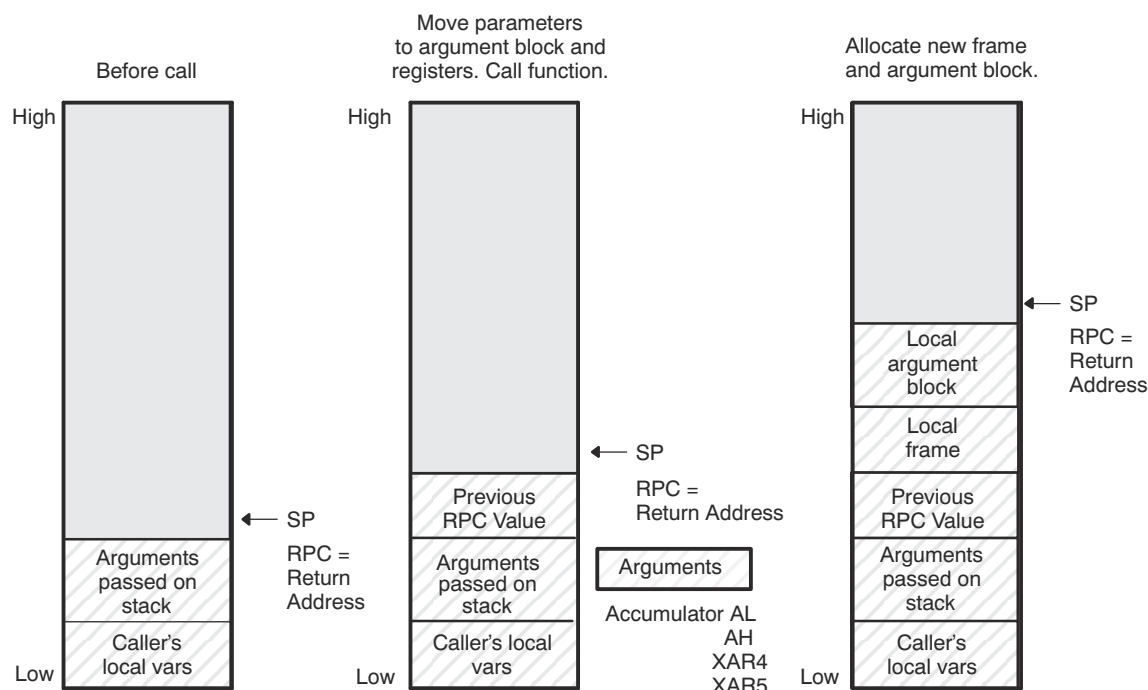 Before call
High
Arguments
passed on
stack
Caller's
local vars
Low
SP
RPC =
Return
Address
Move parameters
to argument block and
registers. Call function.
High
Previous
RPC Value
Arguments
passed on
stack
Caller's local
vars
Low
SP
RPC =
Return Address
Arguments
Accumulator AL
AH
XAR4
XAR5
Allocate new frame
and argument block.
High
Local
argument
block
Local
frame
Previous
RPC Value
Arguments
passed on
stack
Caller's
local vars
Low
SP
RPC =
Return
Address